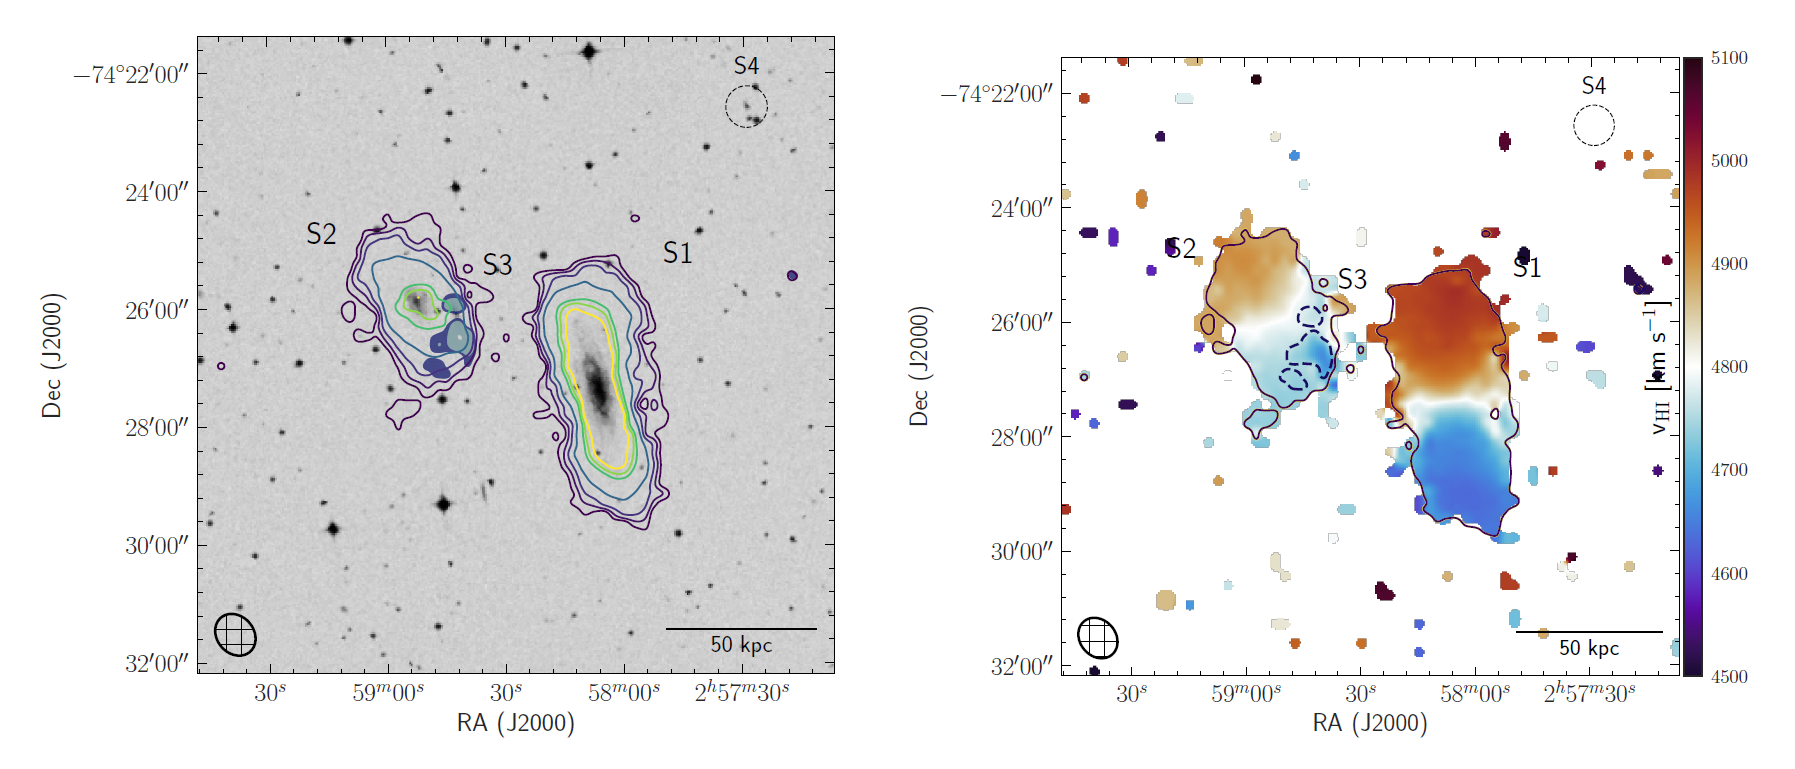 −74°22′00″
24′00″
26′00″
28′00″
30′00″
32′00″
Dec (J2000)
S4
S2
S3
S1
50 kpc
30ˢ
59ᵐ00ˢ
30ˢ
58ᵐ00ˢ
2ʰ57ᵐ30ˢ
RA (J2000)
−74°22′00″
24′00″
26′00″
28′00″
30′00″
32′00″
Dec (J2000)
S4
S2
S3
S1
50 kpc
30ˢ
59ᵐ00ˢ
30ˢ
58ᵐ00ˢ
2ʰ57ᵐ30ˢ
RA (J2000)
5100
5000
4900
4800
4700
4600
4500
vHI [km s⁻¹]